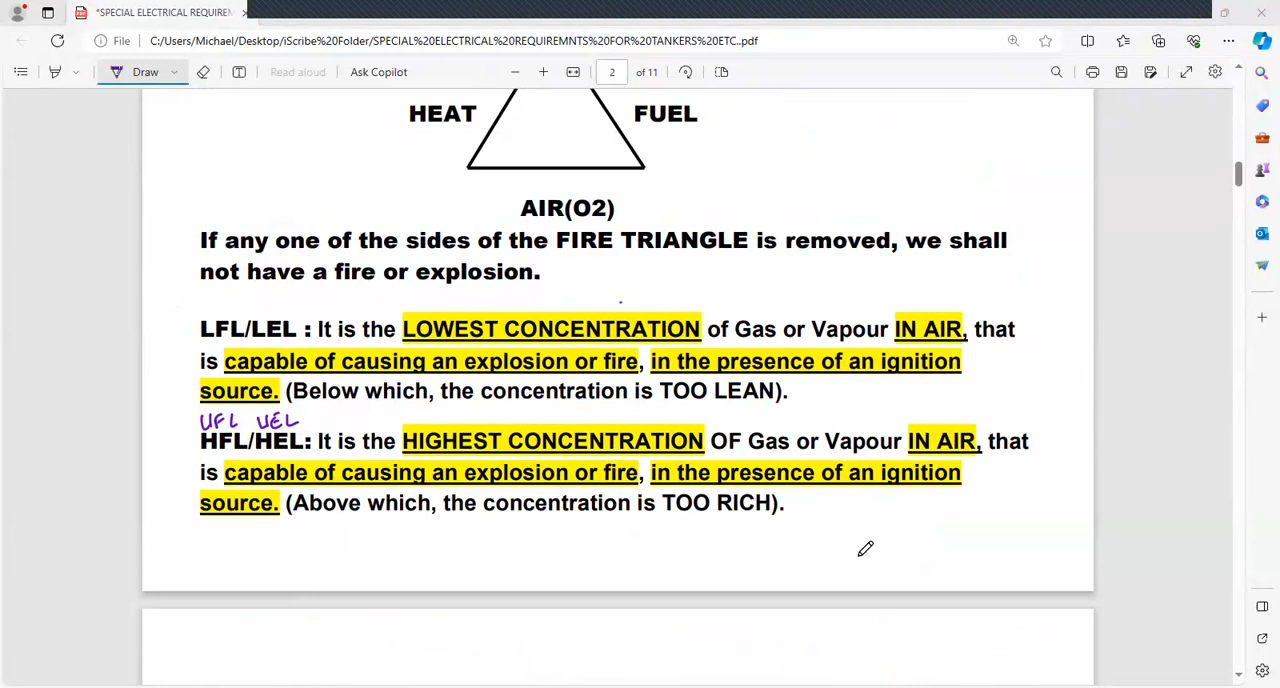 *SPECIAL ELECTRICAL REQUIREM
File C:/Users/Michael/Desktop/iScribe%20Folder/SPECIAL%20ELECTRICAL%20REQUIREMNTS%20FOR%20TANKERS%20ETC..pdf
Draw Read aloud Ask Copilot 2 of 11
HEAT FUEL
AIR(O2)
If any one of the sides of the FIRE TRIANGLE is removed, we shall
not have a fire or explosion.
LFL/LEL : It is the LOWEST CONCENTRATION of Gas or Vapour IN AIR, that
is capable of causing an explosion or fire, in the presence of an ignition
source. (Below which, the concentration is TOO LEAN).
UFL UEL
HFL/HEL: It is the HIGHEST CONCENTRATION OF Gas or Vapour IN AIR, that
is capable of causing an explosion or fire, in the presence of an ignition
source. (Above which, the concentration is TOO RICH).